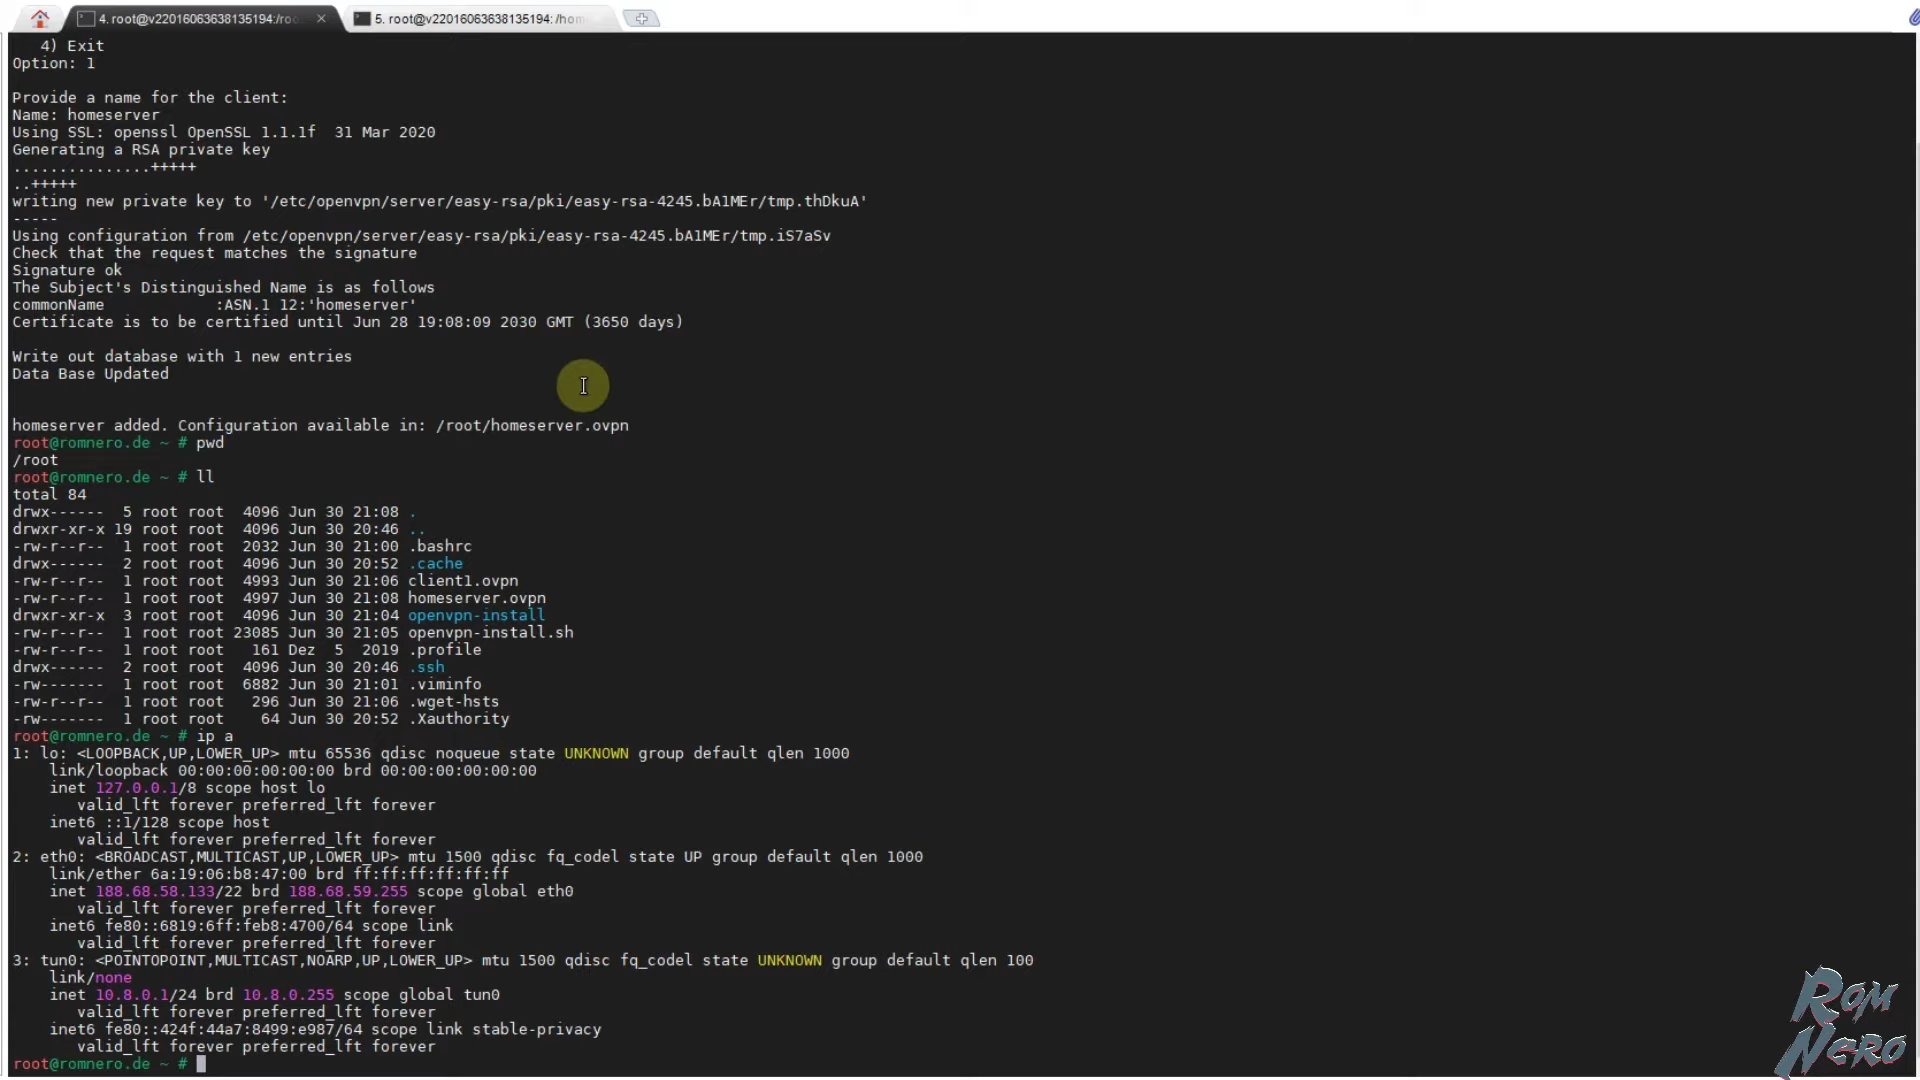 4. root@v22016063638135194:/roo
5. root@v22016063638135194:/hom
4) Exit
Option: 1
Provide a name for the client:
Name: homeserver
Using SSL: openssl OpenSSL 1.1.1f  31 Mar 2020
Generating a RSA private key
...............+++++
..+++++
writing new private key to '/etc/openvpn/server/easy-rsa/pki/easy-rsa-4245.bA1MEr/tmp.thDkuA'
-----
Using configuration from /etc/openvpn/server/easy-rsa/pki/easy-rsa-4245.bA1MEr/tmp.iS7aSv
Check that the request matches the signature
Signature ok
The Subject's Distinguished Name is as follows
commonName            :ASN.1 12:'homeserver'
Certificate is to be certified until Jun 28 19:08:09 2030 GMT (3650 days)
Write out database with 1 new entries
Data Base Updated
homeserver added. Configuration available in: /root/homeserver.ovpn
root@romnero.de ~ # pwd
/root
root@romnero.de ~ # ll
total 84
drwx------  5 root root  4096 Jun 30 21:08 .
drwxr-xr-x 19 root root  4096 Jun 30 20:46 ..
-rw-r--r--  1 root root  2032 Jun 30 21:00 .bashrc
drwx------  2 root root  4096 Jun 30 20:52 .cache
-rw-r--r--  1 root root  4993 Jun 30 21:06 client1.ovpn
-rw-r--r--  1 root root  4997 Jun 30 21:08 homeserver.ovpn
drwxr-xr-x  3 root root  4096 Jun 30 21:04 openvpn-install
-rw-r--r--  1 root root 23085 Jun 30 21:05 openvpn-install.sh
-rw-r--r--  1 root root   161 Dez  5  2019 .profile
drwx------  2 root root  4096 Jun 30 20:46 .ssh
-rw-------  1 root root  6882 Jun 30 21:01 .viminfo
-rw-r--r--  1 root root   296 Jun 30 21:06 .wget-hsts
-rw-------  1 root root    64 Jun 30 20:52 .Xauthority
root@romnero.de ~ # ip a
1: lo: <LOOPBACK,UP,LOWER_UP> mtu 65536 qdisc noqueue state UNKNOWN group default qlen 1000
link/loopback 00:00:00:00:00:00 brd 00:00:00:00:00:00
inet 127.0.0.1/8 scope host lo
valid_lft forever preferred_lft forever
inet6 ::1/128 scope host
valid_lft forever preferred_lft forever
2: eth0: <BROADCAST,MULTICAST,UP,LOWER_UP> mtu 1500 qdisc fq_codel state UP group default qlen 1000
link/ether 6a:19:06:b8:47:00 brd ff:ff:ff:ff:ff:ff
inet 188.68.58.133/22 brd 188.68.59.255 scope global eth0
valid_lft forever preferred_lft forever
inet6 fe80::6819:6ff:feb8:4700/64 scope link
valid_lft forever preferred_lft forever
3: tun0: <POINTOPOINT,MULTICAST,NOARP,UP,LOWER_UP> mtu 1500 qdisc fq_codel state UNKNOWN group default qlen 100
link/none
inet 10.8.0.1/24 brd 10.8.0.255 scope global tun0
valid_lft forever preferred_lft forever
inet6 fe80::424f:44a7:8499:e987/64 scope link stable-privacy
valid_lft forever preferred_lft forever
root@romnero.de ~ #
Rom
Nero